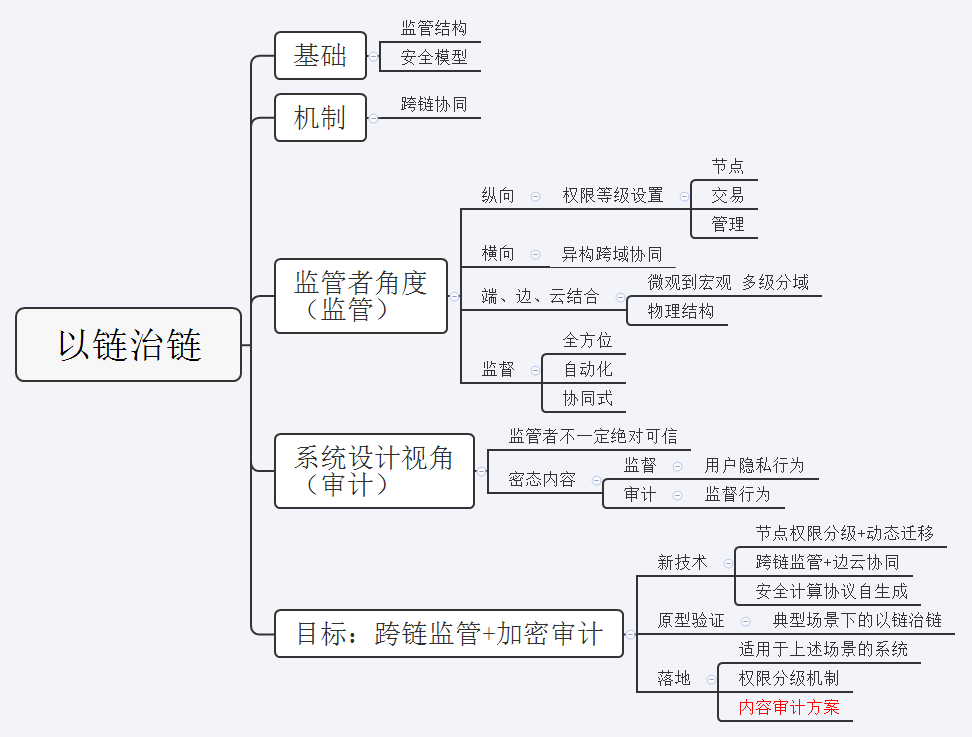 以链治链
基础
监管结构
安全模型
机制
跨链协同
监管者角度
（监管）
纵向
权限等级设置
节点
交易
管理
横向
异构跨域协同
端、边、云结合
微观到宏观 多级分域
物理结构
监督
全方位
自动化
协同式
系统设计视角
（审计）
监管者不一定绝对可信
密态内容
监督
用户隐私行为
审计
监督行为
目标：跨链监管+加密审计
新技术
节点权限分级+动态迁移
跨链监管+边云协同
安全计算协议自生成
原型验证
典型场景下的以链治链
落地
适用于上述场景的系统
权限分级机制
内容审计方案